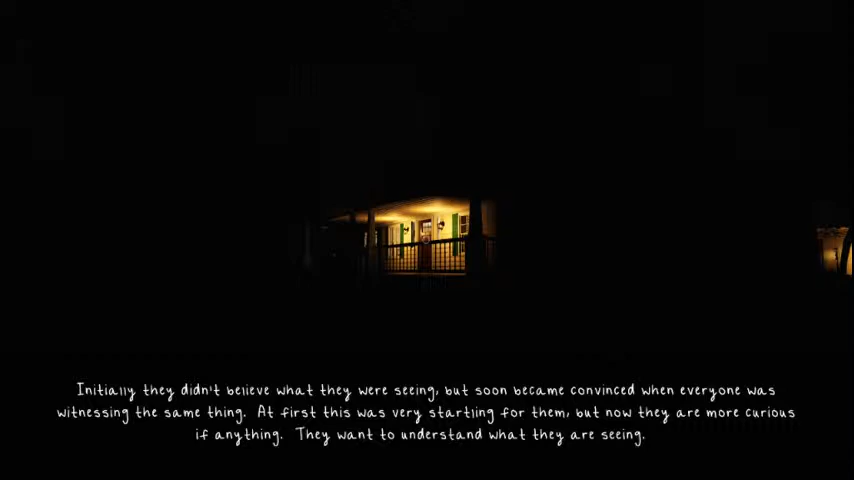 Initially they didn't believe what they were seeing, but soon became convinced when everyone was
witnessing the same thing.  At first this was very startling for them, but now they are more curious
if anything.  They want to understand what they are seeing.